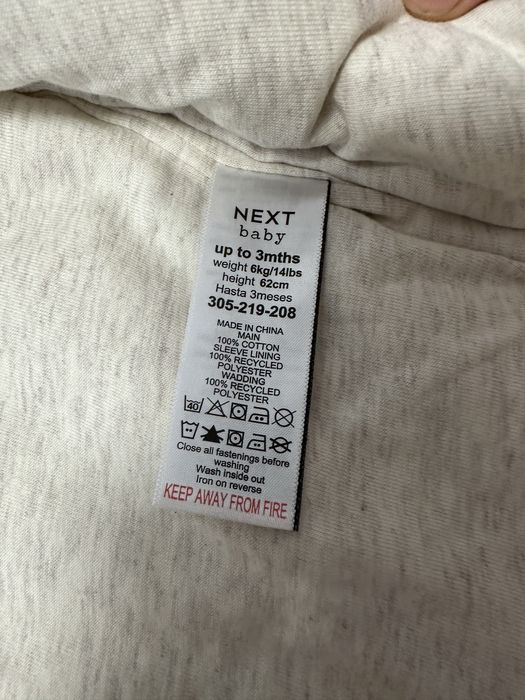 NEXT
baby
up to 3mths
weight 6kg/14lbs
height 62cm
Hasta 3meses
305-219-208
MADE IN CHINA
MAIN
100% COTTON
SLEEVE LINING
100% RECYCLED
POLYESTER
WADDING
100% RECYCLED
POLYESTER
40
Close all fastenings before
washing
Wash inside out
Iron on reverse
KEEP AWAY FROM FIRE